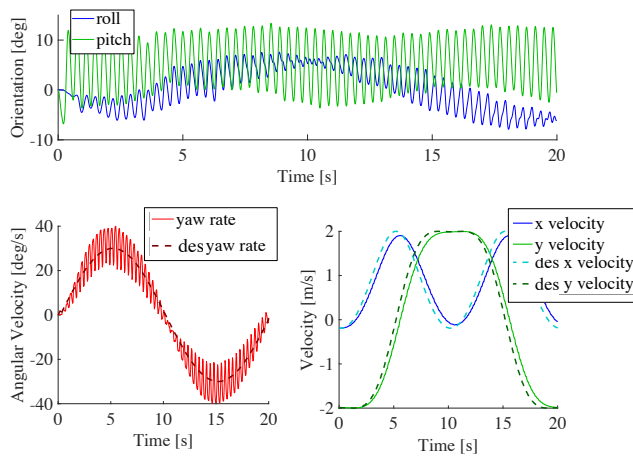 roll
pitch
10
0
-10
Orientation [deg]
0
5
10
15
20
Time [s]
yaw rate
des yaw rate
40
20
0
-20
-40
Angular Velocity [deg/s]
0
5
10
15
20
Time [s]
x velocity
y velocity
des x velocity
des y velocity
2
1
0
-1
-2
Velocity [m/s]
0
5
10
15
20
Time [s]